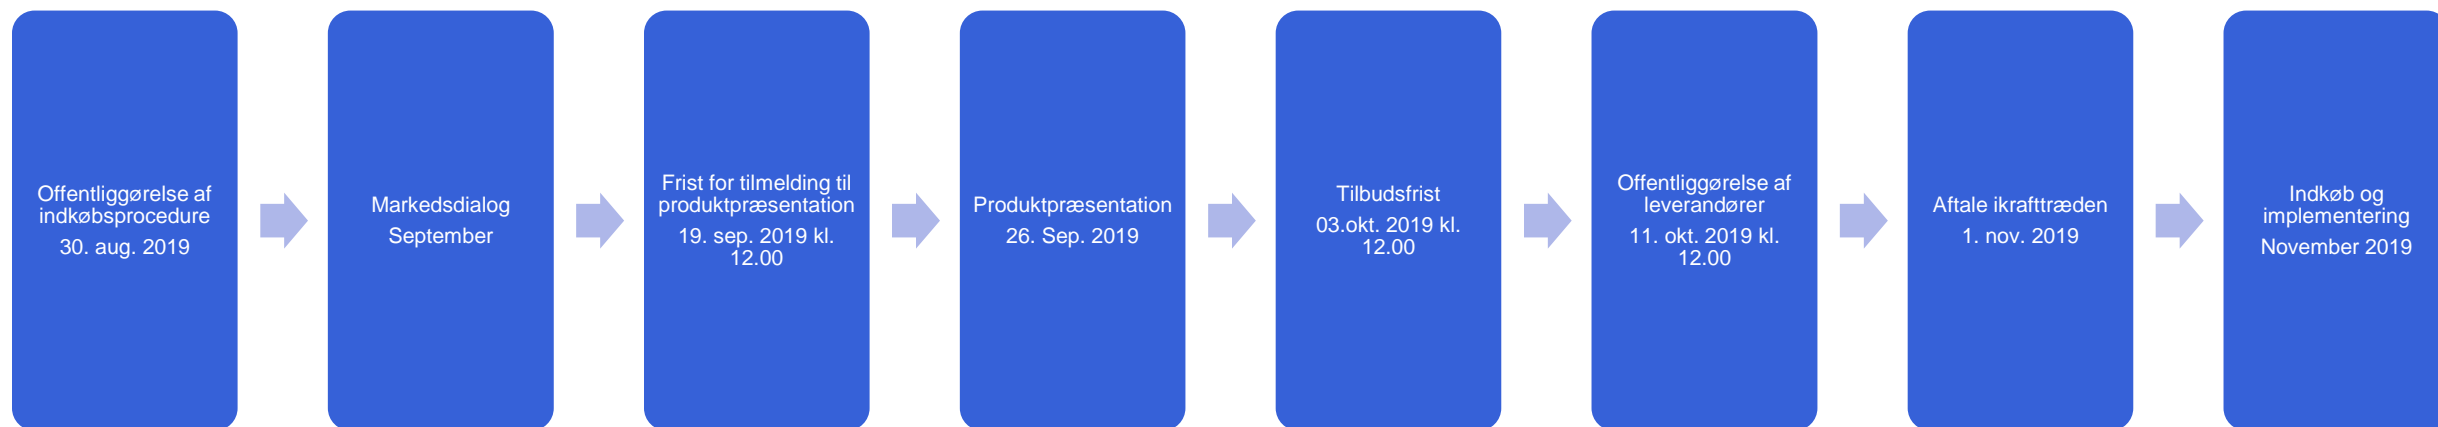 Offentliggørelse af
indkøbsprocedure
30. aug. 2019
Markedsdialog
September
Frist for tilmelding til
produktpræsentation
19. sep. 2019 kl.
12.00
Produktpræsentation
26. Sep. 2019
Tilbudsfrist
03.okt. 2019 kl.
12.00
Offentliggørelse af
leverandører
11. okt. 2019 kl.
12.00
Aftale ikrafttræden
1. nov. 2019
Indkøb og
implementering
November 2019